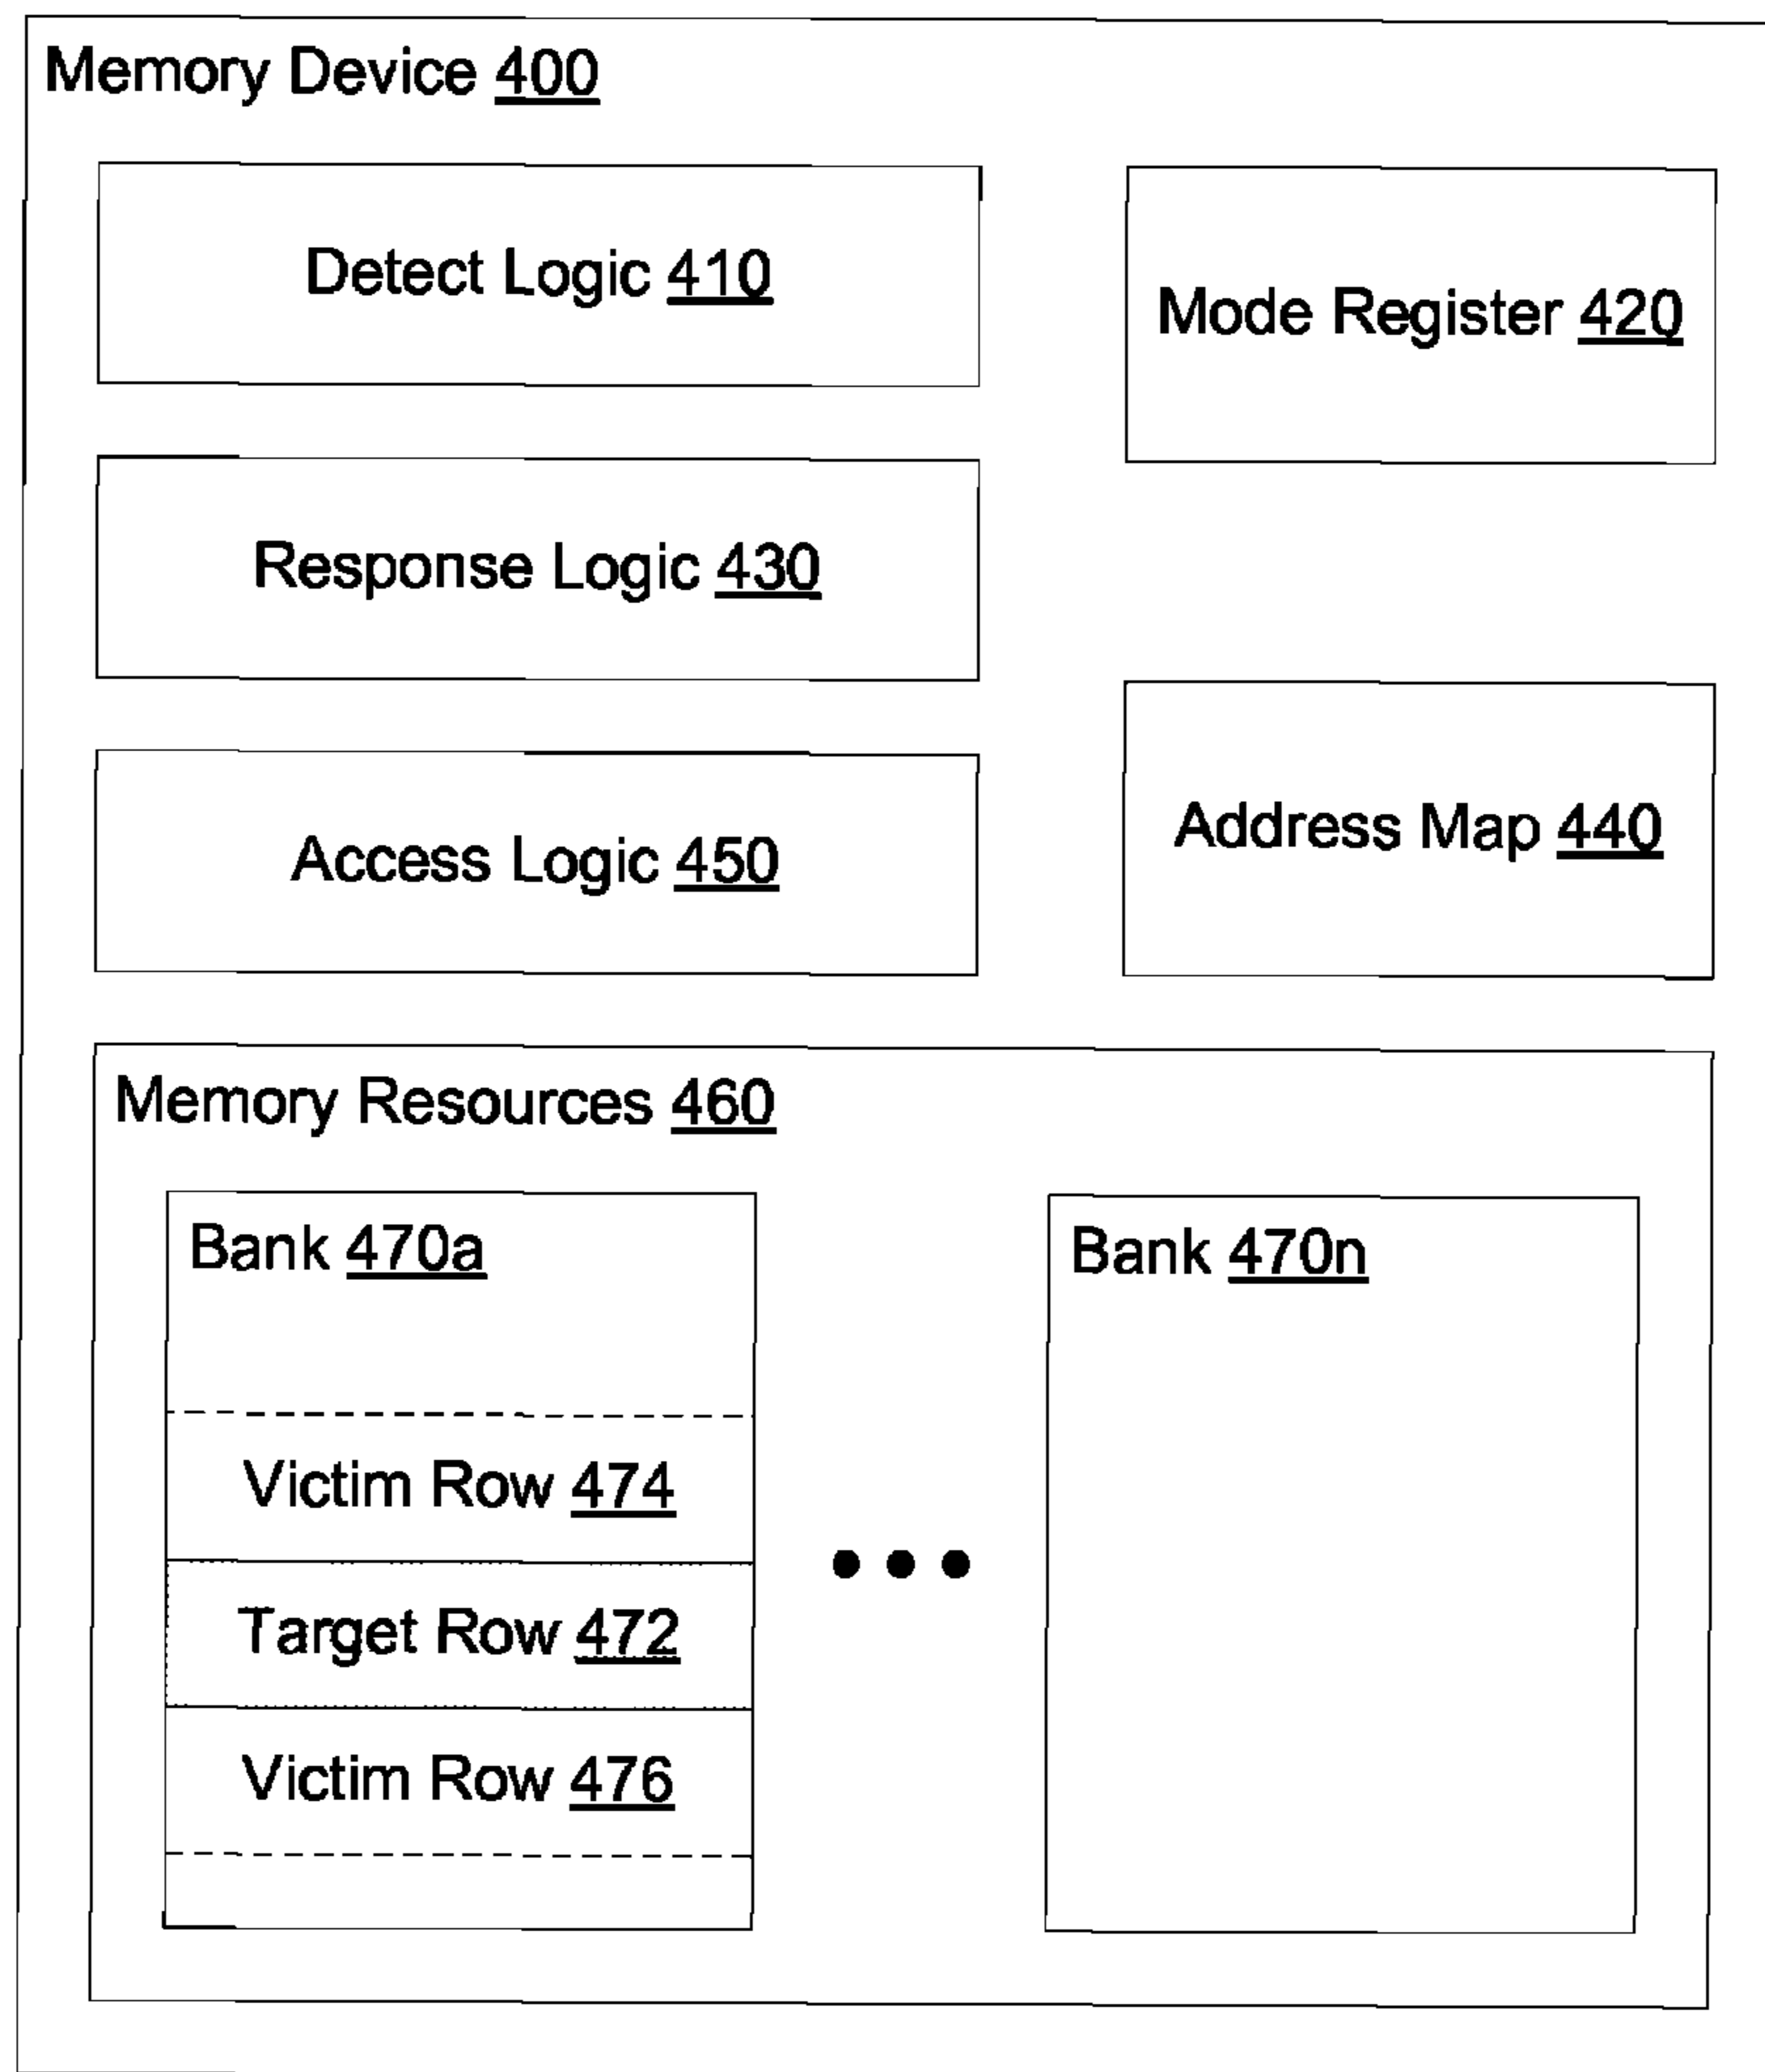 Memory Device 400
Detect Logic 410
Mode Register 420
Response Logic 430
Address Map 440
Access Logic 450
Memory Resources 460
Bank 470a
Bank 470n
Victim Row 474
Target Row 472
Victim Row 476